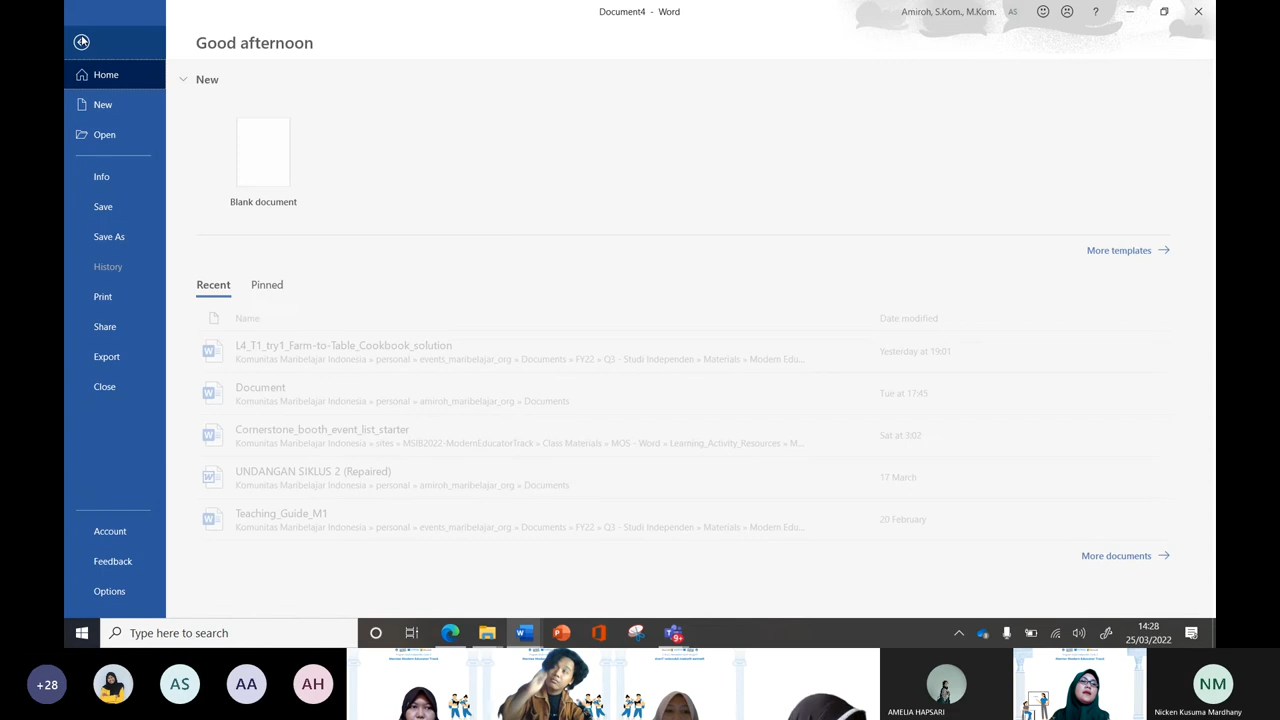 Document4 - Word
Amiroh, S.Kom., M.Kom.
AS
?
Good afternoon
Home
New
Open
Info
Save
Save As
History
Print
Share
Export
Close
Account
Feedback
Options
New
Blank document
More templates
Recent
Pinned
Name
Date modified
L4_T1_try1_Farm-to-Table_Cookbook_solution
Komunitas Maribelajar Indonesia » personal » events_maribelajar_org » Documents » FY22 » Q3 - Studi Independen » Materials » Modern Edu...
Yesterday at 19:01
Document
Komunitas Maribelajar Indonesia » personal » amiroh_maribelajar_org » Documents
Tue at 17:45
Cornerstone_booth_event_list_starter
Komunitas Maribelajar Indonesia » sites » MSIB2022-ModernEducatorTrack » Class Materials » MOS - Word » Learning_Activity_Resources » M...
Sat at 3:02
UNDANGAN SIKLUS 2 (Repaired)
Komunitas Maribelajar Indonesia » personal » amiroh_maribelajar_org » Documents
17 March
Teaching_Guide_M1
Komunitas Maribelajar Indonesia » personal » events_maribelajar_org » Documents » FY22 » Q3 - Studi Independen » Materials » Modern Edu...
20 February
More documents
Type here to search
9+
14:28
25/03/2022
+28
AS
AA
AH
AMELIA HAPSARI
NM
Nicken Kusuma Mardhany